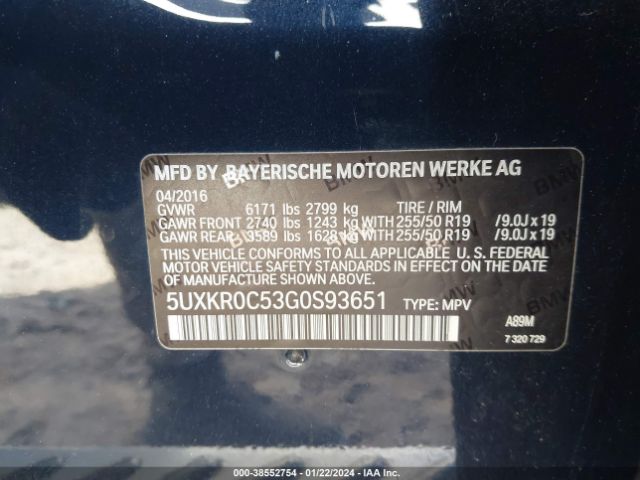 MFD BY BAYERISCHE MOTOREN WERKE AG
04/2016
GVWR 6171 lbs 2799 kg TIRE / RIM
GAWR FRONT 2740 lbs 1243 kg WITH 255/50 R19 /9.0J x 19
GAWR REAR 3589 lbs 1628 kg WITH 255/50 R19 /9.0J x 19
THIS VEHICLE CONFORMS TO ALL APPLICABLE U.S. FEDERAL
MOTOR VEHICLE SAFETY STANDARDS IN EFFECT ON THE DATE
OF MANUFACTURE SHOWN ABOVE.
5UXKR0C53G0S93651 TYPE: MPV
A89M
7 320 729
000-38552754 - 01/22/2024 - IAA Inc.